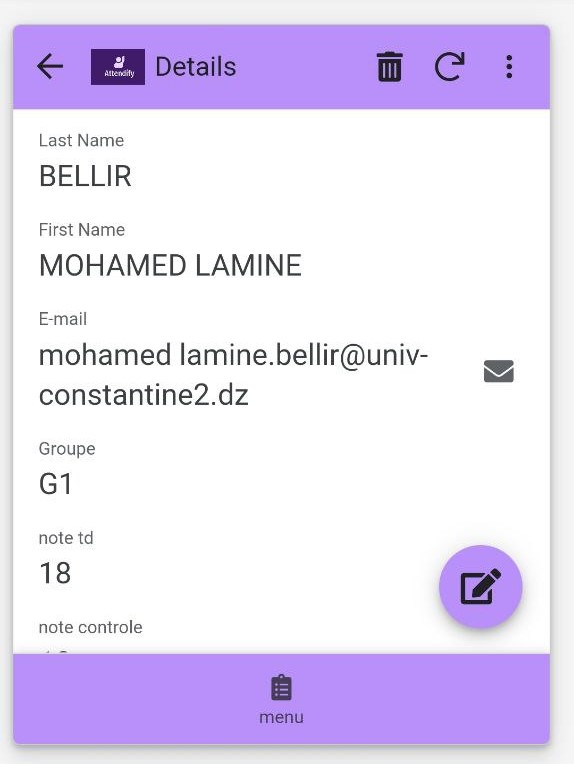 Attendify
Details
Last Name
BELLIR
First Name
MOHAMED LAMINE
E-mail
mohamed lamine.bellir@univ-
constantine2.dz
Groupe
G1
note td
18
note controle
menu